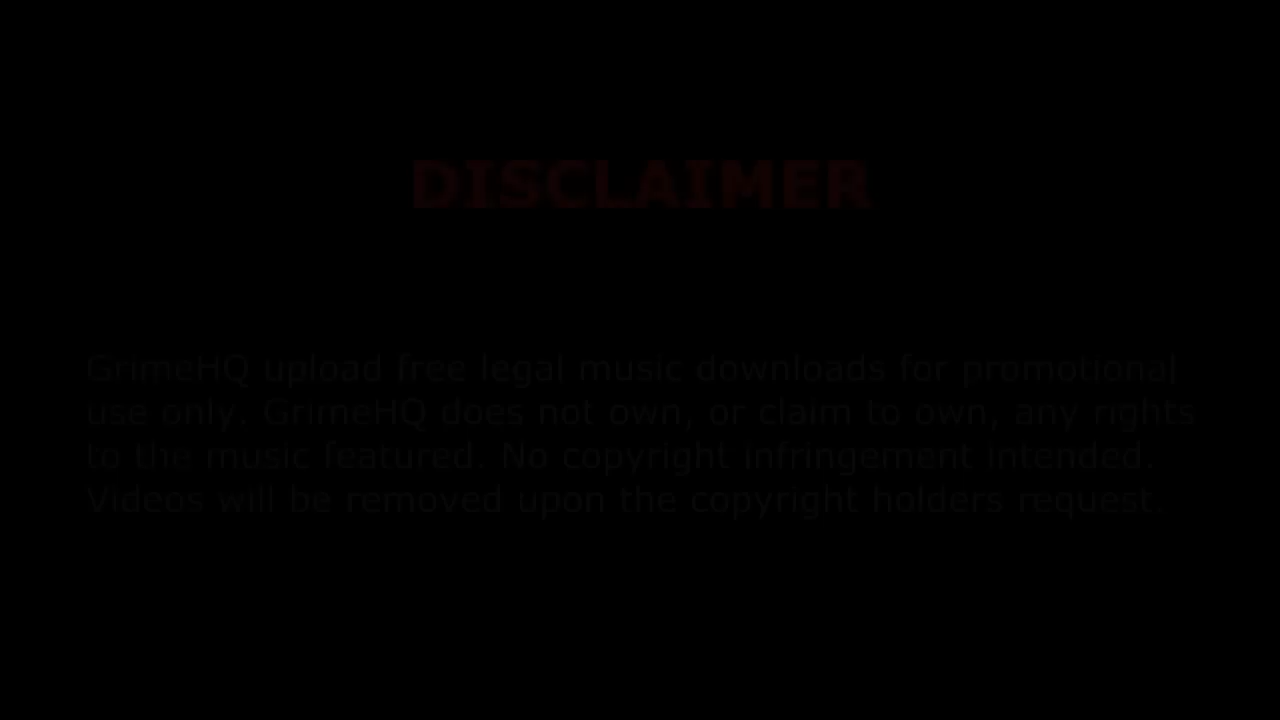 DISCLAIMER
GrimeHQ upload free legal music downloads for promotional
use only. GrimeHQ does not own, or claim to own, any rights
to the music featured. No copyright infringement intended.
Videos will be removed upon the copyright holders request.